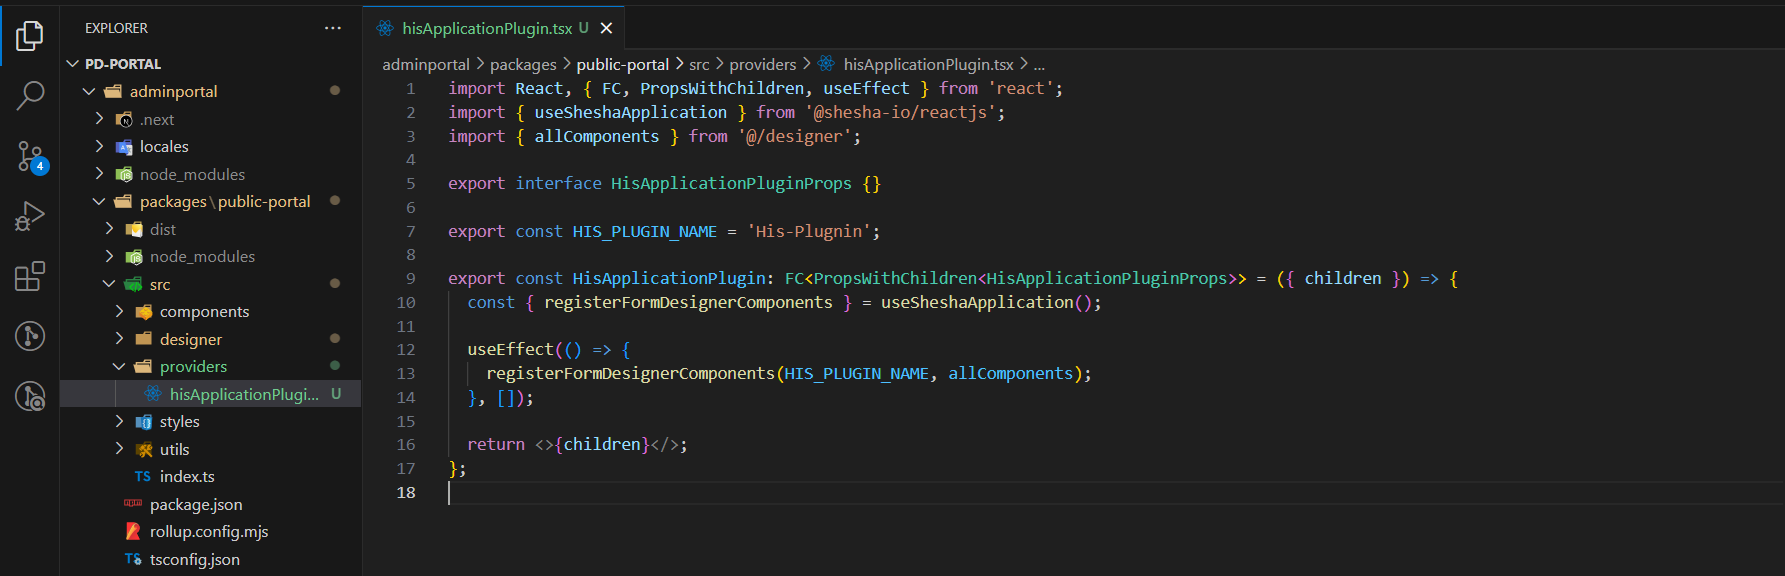 EXPLORER
PD-PORTAL
adminportal
.next
locales
node_modules
packages\public-portal
dist
node_modules
src
components
designer
providers
hisApplicationPlugi... U
styles
utils
TS index.ts
package.json
rollup.config.mjs
TS tsconfig.json
4
hisApplicationPlugin.tsx U
adminportal > packages > public-portal > src > providers > hisApplicationPlugin.tsx > ...
1 import React, { FC, PropsWithChildren, useEffect } from 'react';
2 import { useSheshaApplication } from '@shesha-io/reactjs';
3 import { allComponents } from '@/designer';
4
5 export interface HisApplicationPluginProps {}
6
7 export const HIS_PLUGIN_NAME = 'His-Plugnin';
8
9 export const HisApplicationPlugin: FC<PropsWithChildren<HisApplicationPluginProps>> = ({ children }) => {
10 const { registerFormDesignerComponents } = useSheshaApplication();
11
12 useEffect(() => {
13 registerFormDesignerComponents(HIS_PLUGIN_NAME, allComponents);
14 }, []);
15
16 return <>{children}</>;
17 };
18